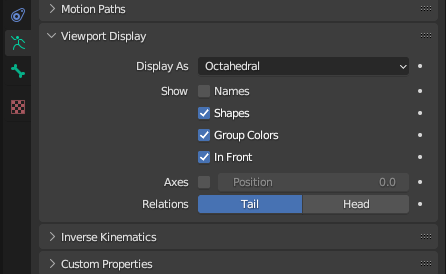 Motion Paths
Viewport Display
Display As Octahedral
Show Names
Shapes
Group Colors
In Front
Axes Position 0.0
Relations Tail Head
Inverse Kinematics
Custom Properties